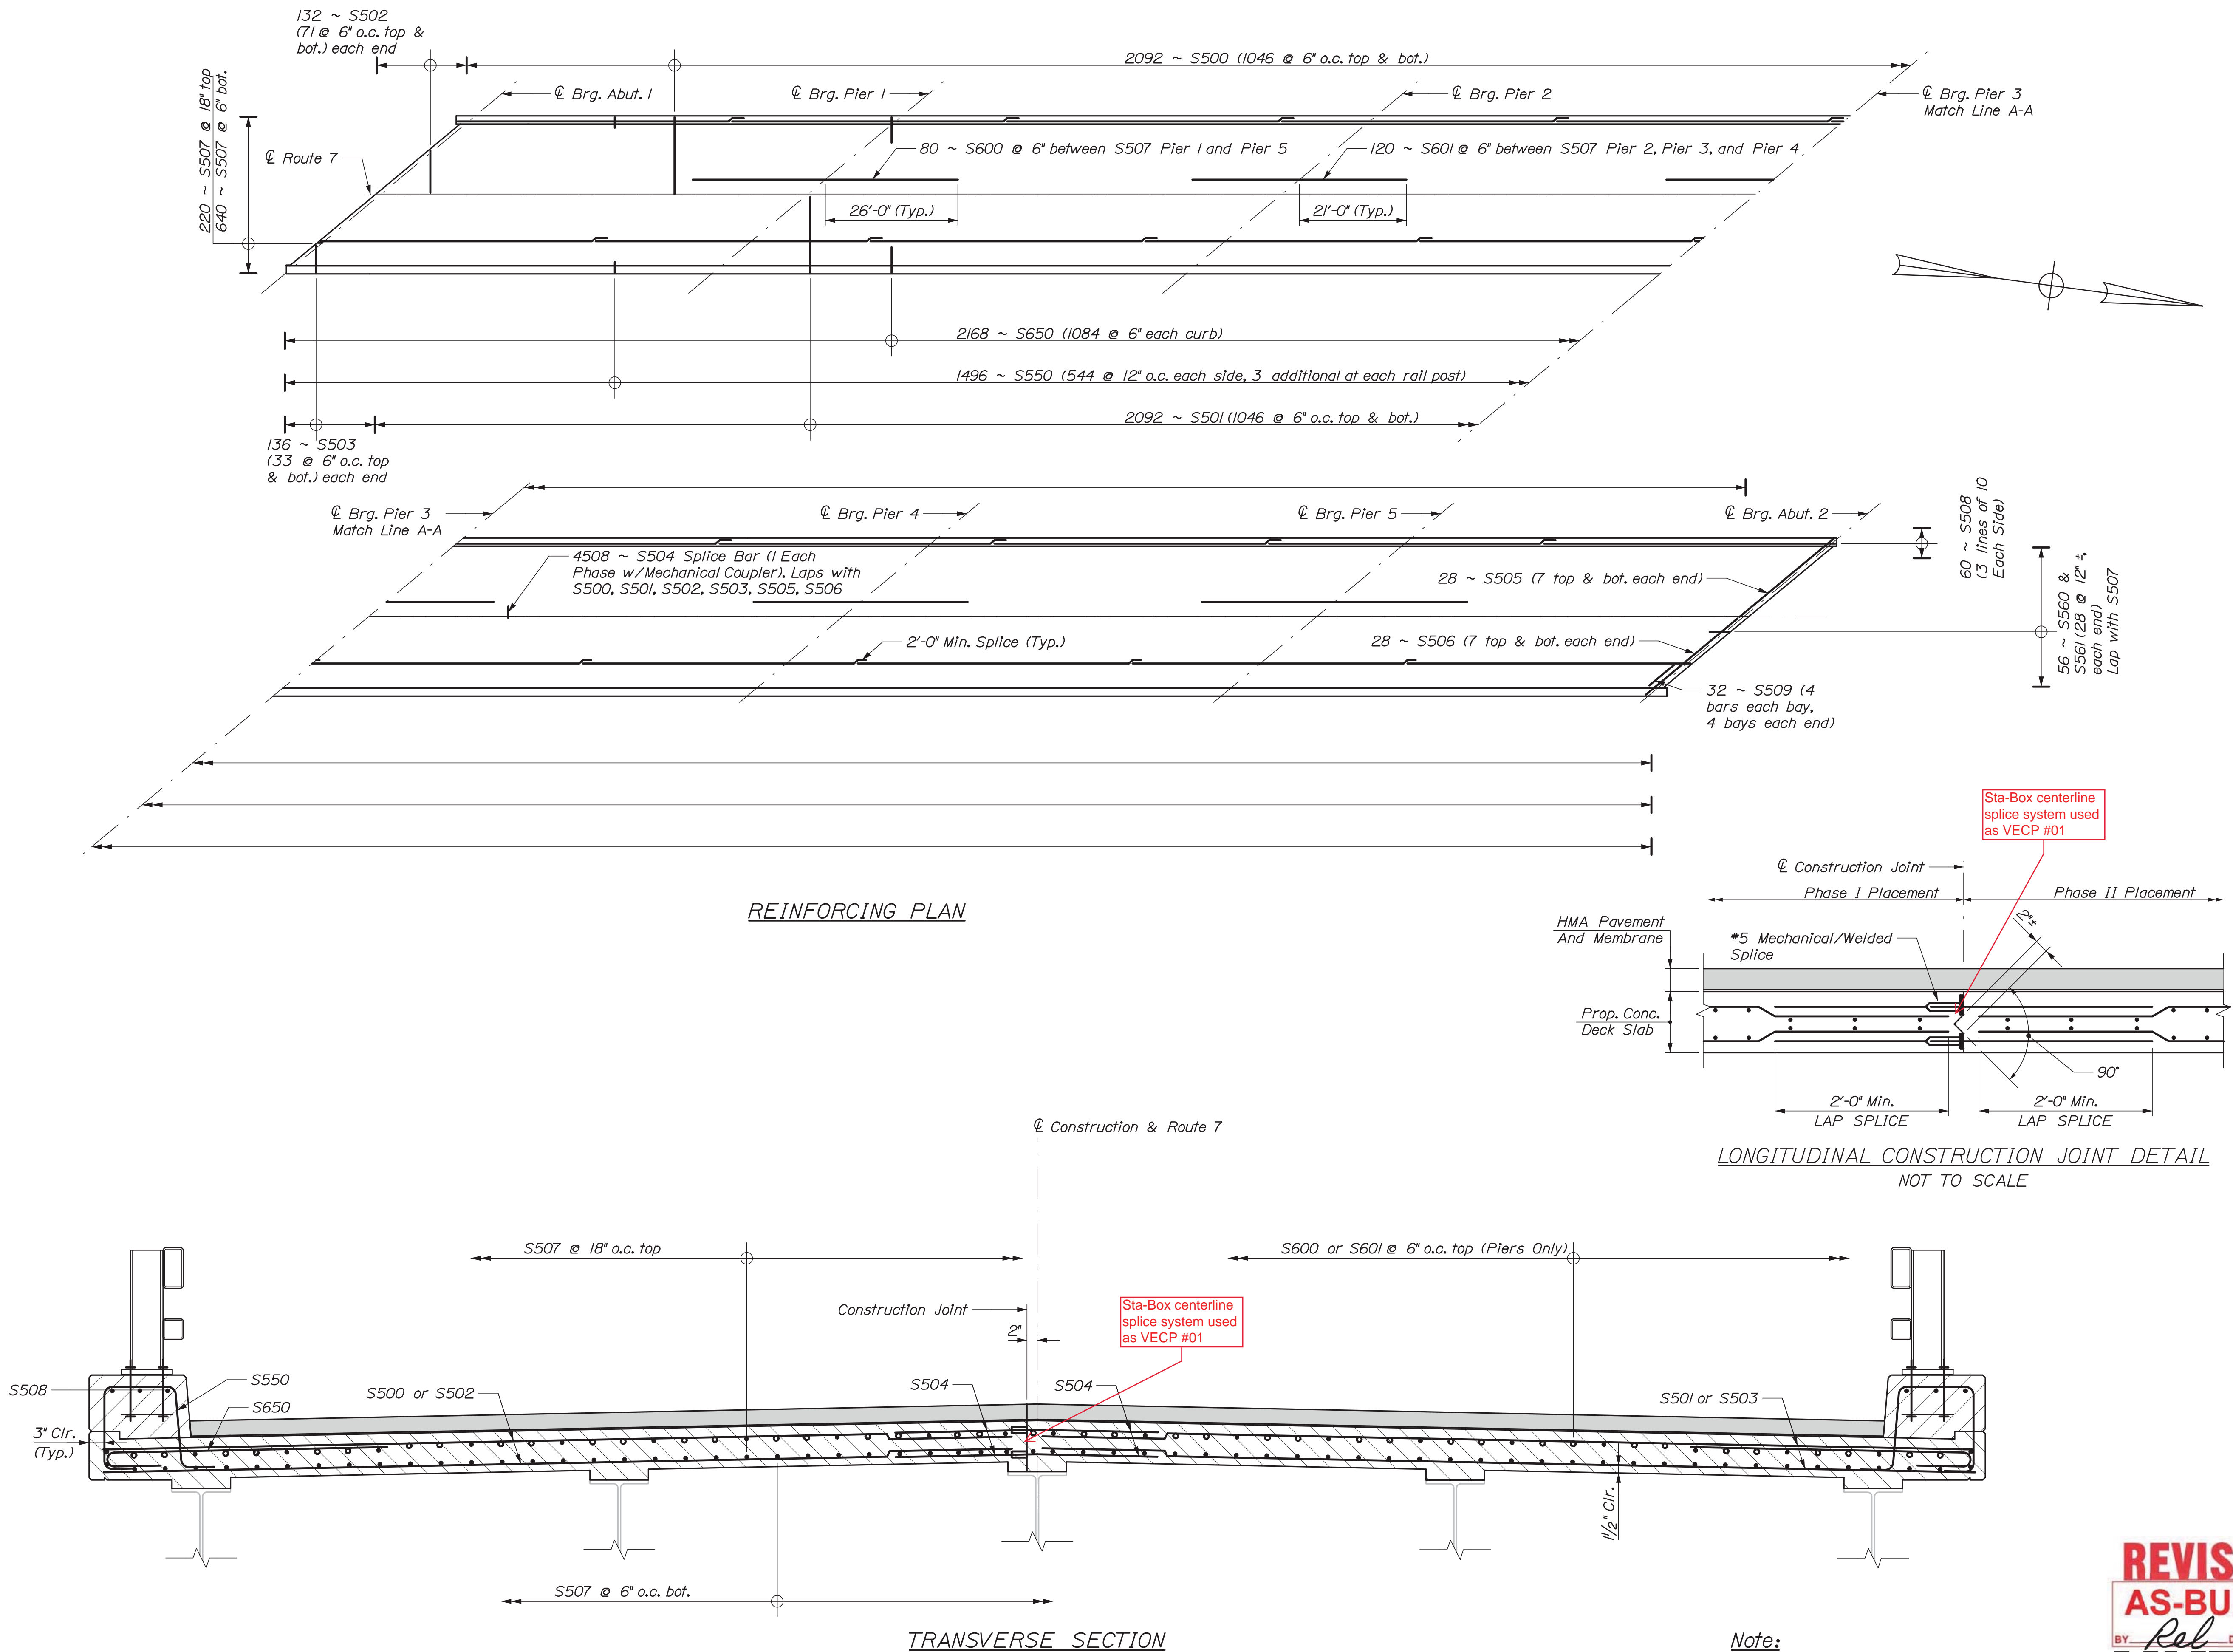 132 ~ S502
(71 @ 6" o.c. top &
bot.) each end
2092 ~ S500 (1046 @ 6" o.c. top & bot.)
220 ~ S507 @ 18" top
640 ~ S507 @ 6" bot.
℄ Brg. Abut. 1
℄ Brg. Pier 1
℄ Brg. Pier 2
℄ Brg. Pier 3
Match Line A-A
℄ Route 7
80 ~ S600 @ 6" between S507 Pier 1 and Pier 5
120 ~ S601 @ 6" between S507 Pier 2, Pier 3, and Pier 4
26'-0" (Typ.)
21'-0" (Typ.)
2168 ~ S650 (1084 @ 6" each curb)
1496 ~ S550 (544 @ 12" o.c. each side, 3 additional at each rail post)
2092 ~ S501 (1046 @ 6" o.c. top & bot.)
136 ~ S503
(33 @ 6" o.c. top
& bot.) each end
℄ Brg. Pier 3
Match Line A-A
℄ Brg. Pier 4
℄ Brg. Pier 5
℄ Brg. Abut. 2
60 ~ S508
(3 lines of 10
Each Side)
4508 ~ S504 Splice Bar (1 Each
Phase w/Mechanical Coupler). Laps with
S500, S501, S502, S503, S505, S506
28 ~ S505 (7 top & bot. each end)
2'-0" Min. Splice (Typ.)
28 ~ S506 (7 top & bot. each end)
56 ~ S560 &
S561 (28 @ 12" ±,
each end)
Lap with S507
32 ~ S509 (4
bars each bay,
4 bays each end)
REINFORCING PLAN
Sta-Box centerline
splice system used
as VECP #01
℄ Construction Joint
Phase I Placement
Phase II Placement
HMA Pavement
And Membrane
#5 Mechanical/Welded
Splice
2"±
Prop. Conc.
Deck Slab
90°
2'-0" Min.
LAP SPLICE
2'-0" Min.
LAP SPLICE
LONGITUDINAL CONSTRUCTION JOINT DETAIL
NOT TO SCALE
℄ Construction & Route 7
S507 @ 18" o.c. top
S600 or S601 @ 6" o.c. top (Piers Only)
Construction Joint
2"
Sta-Box centerline
splice system used
as VECP #01
S508
S550
S650
S500 or S502
S504
S504
S501 or S503
3" Clr.
(Typ.)
1 1/2" Clr.
S507 @ 6" o.c. bot.
TRANSVERSE SECTION
Note:
REVIS
AS-BU
BY Rel D